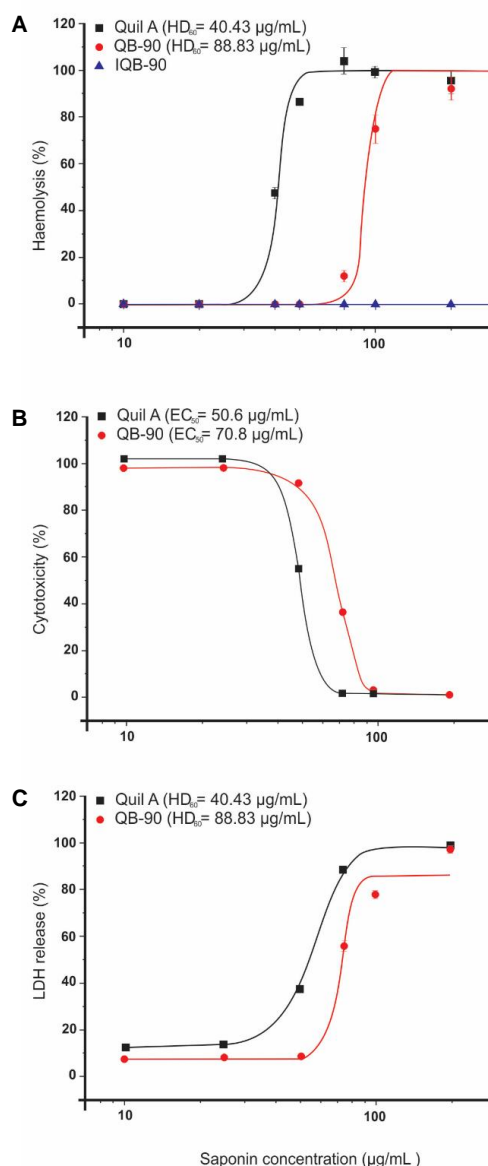 A
Quil A (HD₅₀= 40.43 µg/mL)
QB-90 (HD₅₀= 88.83 µg/mL)
IQB-90
120
100
80
60
40
20
0
Haemolysis (%)
10
100
B
Quil A (EC₅₀= 50.6 µg/mL)
QB-90 (EC₅₀= 70.8 µg/mL)
120
100
80
60
40
20
0
Cytotoxicity (%)
10
100
C
Quil A (HD₅₀= 40.43 µg/mL)
QB-90 (HD₅₀= 88.83 µg/mL)
120
100
80
60
40
20
0
LDH release (%)
10
100
Saponin concentration (µg/mL )